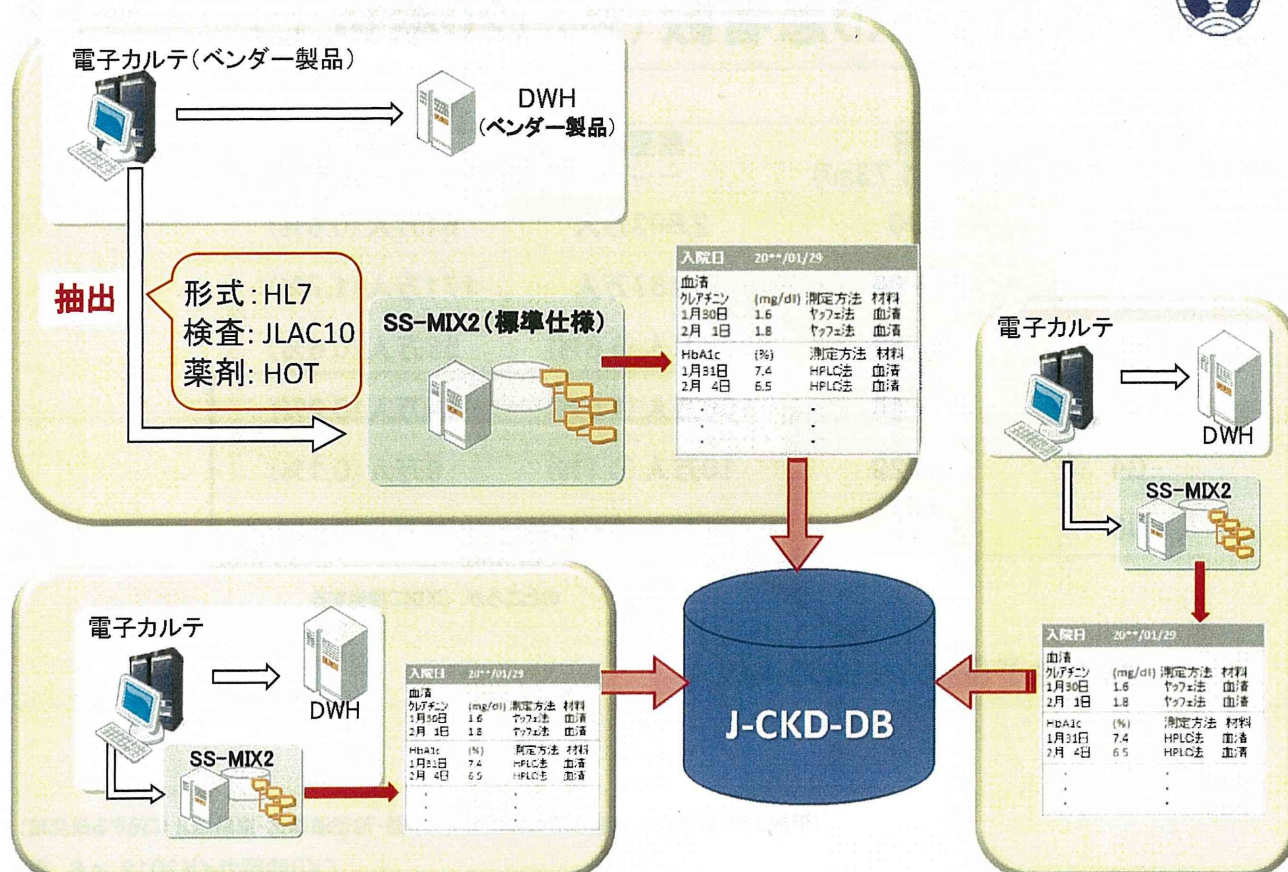 電子カルテ(ベンダー製品)
DWH
(ベンダー製品)
抽出
形式:HL7
検査:JLAC10
薬剤:HOT
SS-MIX2(標準仕様)
入院日 20**/01/29
血清
クレアチニン (mg/dl) 測定方法 材料
1月30日 1.6 ヤッフェ法 血清
2月 1日 1.8 ヤッフェ法 血清
HbA1c (%) 測定方法 材料
1月31日 7.4 HPLC法 血清
2月 4日 6.5 HPLC法 血清
電子カルテ
DWH
SS-MIX2
入院日 20**/01/29
血清
クレアチニン (mg/dl) 測定方法 材料
1月30日 1.6 ヤッフェ法 血清
2月 1日 1.8 ヤッフェ法 血清
HbA1c (%) 測定方法 材料
1月31日 7.4 HPLC法 血清
2月 4日 6.5 HPLC法 血清
電子カルテ
DWH
SS-MIX2
入院日 20**/01/29
血清
クレアチニン (mg/dl) 測定方法 材料
1月30日 1.6 ヤッフェ法 血清
2月 1日 1.8 ヤッフェ法 血清
HbA1c (%) 測定方法 材料
1月31日 7.4 HPLC法 血清
2月 4日 6.5 HPLC法 血清
J-CKD-DB